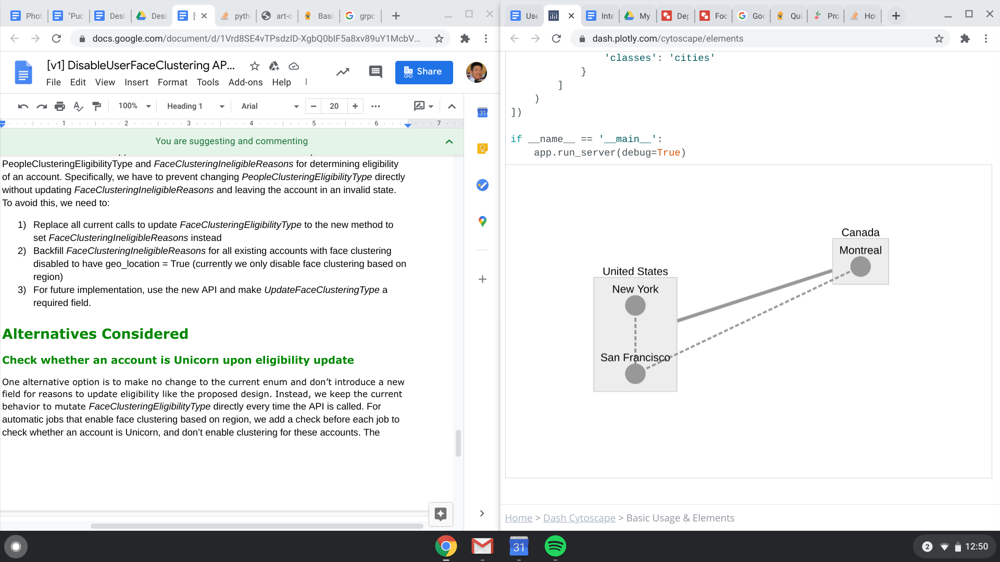 Phot
"Puc
Desi
Desi
[v
pyth
art-o
Basi
grpc
docs.google.com/document/d/1Vrd8SE4vTPsdzID-XgbQ0bIF5a8xv89uY1McbV...
[v1] DisableUserFaceClustering AP...
File Edit View Insert Format Tools Add-ons Help
Share
100% Heading 1 Arial 20
1 2 3 4 5 6 7
You are suggesting and commenting
PeopleClusteringEligibilityType and FaceClusteringIneligibleReasons for determining eligibility
of an account. Specifically, we have to prevent changing PeopleClusteringEligibilityType directly
without updating FaceClusteringIneligibleReasons and leaving the account in an invalid state.
To avoid this, we need to:
1) Replace all current calls to update FaceClusteringEligibilityType to the new method to
set FaceClusteringIneligibleReasons instead
2) Backfill FaceClusteringIneligibleReasons for all existing accounts with face clustering
disabled to have geo_location = True (currently we only disable face clustering based on
region)
3) For future implementation, use the new API and make UpdateFaceClusteringType a
required field.
Alternatives Considered
Check whether an account is Unicorn upon eligibility update
One alternative option is to make no change to the current enum and don’t introduce a new
field for reasons to update eligibility like the proposed design. Instead, we keep the current
behavior to mutate FaceClusteringEligibilityType directly every time the API is called. For
automatic jobs that enable face clustering based on region, we add a check before each job to
check whether an account is Unicorn, and don’t enable clustering for these accounts. The
31
Use
Inte
My
Dep
Foo
Goo
Qui
Pro
Ho
dash.plotly.com/cytoscape/elements
'classes': 'cities'
}
]
)
])
if __name__ == '__main__':
app.run_server(debug=True)
Canada
Montreal
United States
New York
San Francisco
Home > Dash Cytoscape > Basic Usage & Elements
31
2 12:50